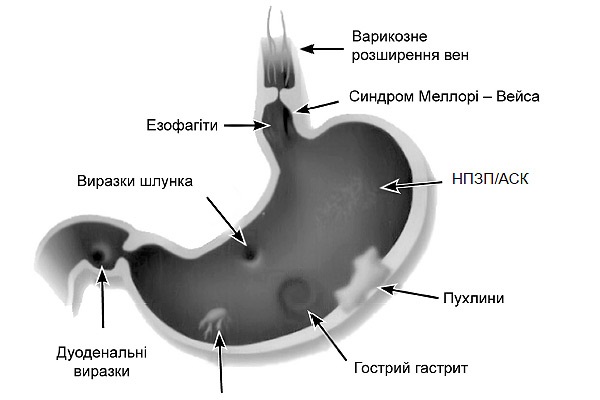 Варикозне
розширення вен
Синдром Меллорі – Вейса
Езофагіти
Виразки шлунка
НПЗП/АСК
Пухлини
Дуоденальні
виразки
Гострий гастрит